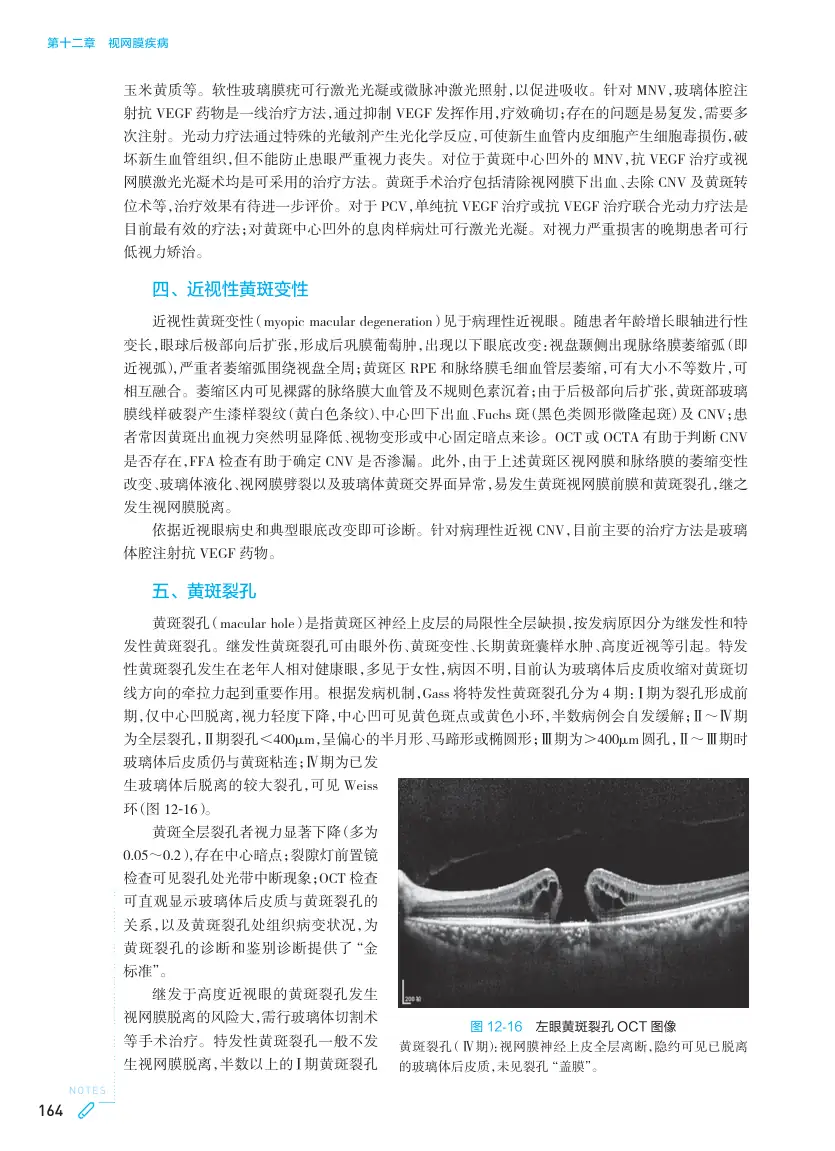 第十二章 视网膜疾病
玉米黄质等。软性玻璃膜疣可行激光光凝或微脉冲激光照射,以促进吸收。针对 MNV,玻璃体腔注
射抗 VEGF 药物是一线治疗方法,通过抑制 VEGF 发挥作用,疗效确切;存在的问题是易复发,需要多
次注射。光动力疗法通过特殊的光敏剂产生光化学反应,可使新生血管内皮细胞产生细胞毒损伤,破
坏新生血管组织,但不能防止患眼严重视力丧失。对位于黄斑中心凹外的 MNV,抗 VEGF 治疗或视
网膜激光光凝术均是可采用的治疗方法。黄斑手术治疗包括清除视网膜下出血、去除 CNV 及黄斑转
位术等,治疗效果有待进一步评价。对于 PCV,单纯抗 VEGF 治疗或抗 VEGF 治疗联合光动力疗法是
目前最有效的疗法;对黄斑中心凹外的息肉样病灶可行激光光凝。对视力严重损害的晚期患者可行
低视力矫治。
四、近视性黄斑变性
近视性黄斑变性(myopic macular degeneration)见于病理性近视眼。随患者年龄增长眼轴进行性
变长,眼球后极部向后扩张,形成后巩膜葡萄肿,出现以下眼底改变:视盘颞侧出现脉络膜萎缩弧(即
近视弧),严重者萎缩弧围绕视盘全周;黄斑区 RPE 和脉络膜毛细血管层萎缩,可有大小不等数片,可
相互融合。萎缩区内可见裸露的脉络膜大血管及不规则色素沉着;由于后极部向后扩张,黄斑部玻璃
膜线样破裂产生漆样裂纹(黄白色条纹)、中心凹下出血、Fuchs 斑(黑色类圆形微隆起斑)及 CNV;患
者常因黄斑出血视力突然明显降低、视物变形或中心固定暗点来诊。OCT 或 OCTA 有助于判断 CNV
是否存在,FFA 检查有助于确定 CNV 是否渗漏。此外,由于上述黄斑区视网膜和脉络膜的萎缩变性
改变、玻璃体液化、视网膜劈裂以及玻璃体黄斑交界面异常,易发生黄斑视网膜前膜和黄斑裂孔,继之
发生视网膜脱离。
依据近视眼病史和典型眼底改变即可诊断。针对病理性近视 CNV,目前主要的治疗方法是玻璃
体腔注射抗 VEGF 药物。
五、黄斑裂孔
黄斑裂孔(macular hole)是指黄斑区神经上皮层的局限性全层缺损,按发病原因分为继发性和特
发性黄斑裂孔。继发性黄斑裂孔可由眼外伤、黄斑变性、长期黄斑囊样水肿、高度近视等引起。特发
性黄斑裂孔发生在老年人相对健康眼,多见于女性,病因不明,目前认为玻璃体后皮质收缩对黄斑切
线方向的牵拉力起到重要作用。根据发病机制,Gass 将特发性黄斑裂孔分为 4 期:Ⅰ期为裂孔形成前
期,仅中心凹脱离,视力轻度下降,中心凹可见黄色斑点或黄色小环,半数病例会自发缓解;Ⅱ～Ⅳ期
为全层裂孔,Ⅱ期裂孔<400μm,呈偏心的半月形、马蹄形或椭圆形;Ⅲ期为>400μm 圆孔,Ⅱ～Ⅲ期时
玻璃体后皮质仍与黄斑粘连;Ⅳ期为已发
生玻璃体后脱离的较大裂孔,可见 Weiss
环(图 12-16)。
黄斑全层裂孔者视力显著下降(多为
0.05～0.2),存在中心暗点;裂隙灯前置镜
检查可见裂孔处光带中断现象;OCT 检查
可直观显示玻璃体后皮质与黄斑裂孔的
关系,以及黄斑裂孔处组织病变状况,为
黄斑裂孔的诊断和鉴别诊断提供了“金
标准”。
继发于高度近视眼的黄斑裂孔发生
视网膜脱离的风险大,需行玻璃体切割术
等手术治疗。特发性黄斑裂孔一般不发
生视网膜脱离,半数以上的Ⅰ期黄斑裂孔
图 12-16 左眼黄斑裂孔 OCT 图像
黄斑裂孔(Ⅳ期);视网膜神经上皮全层离断,隐约可见已脱离
的玻璃体后皮质,未见裂孔“盖膜”。
NOTES
164